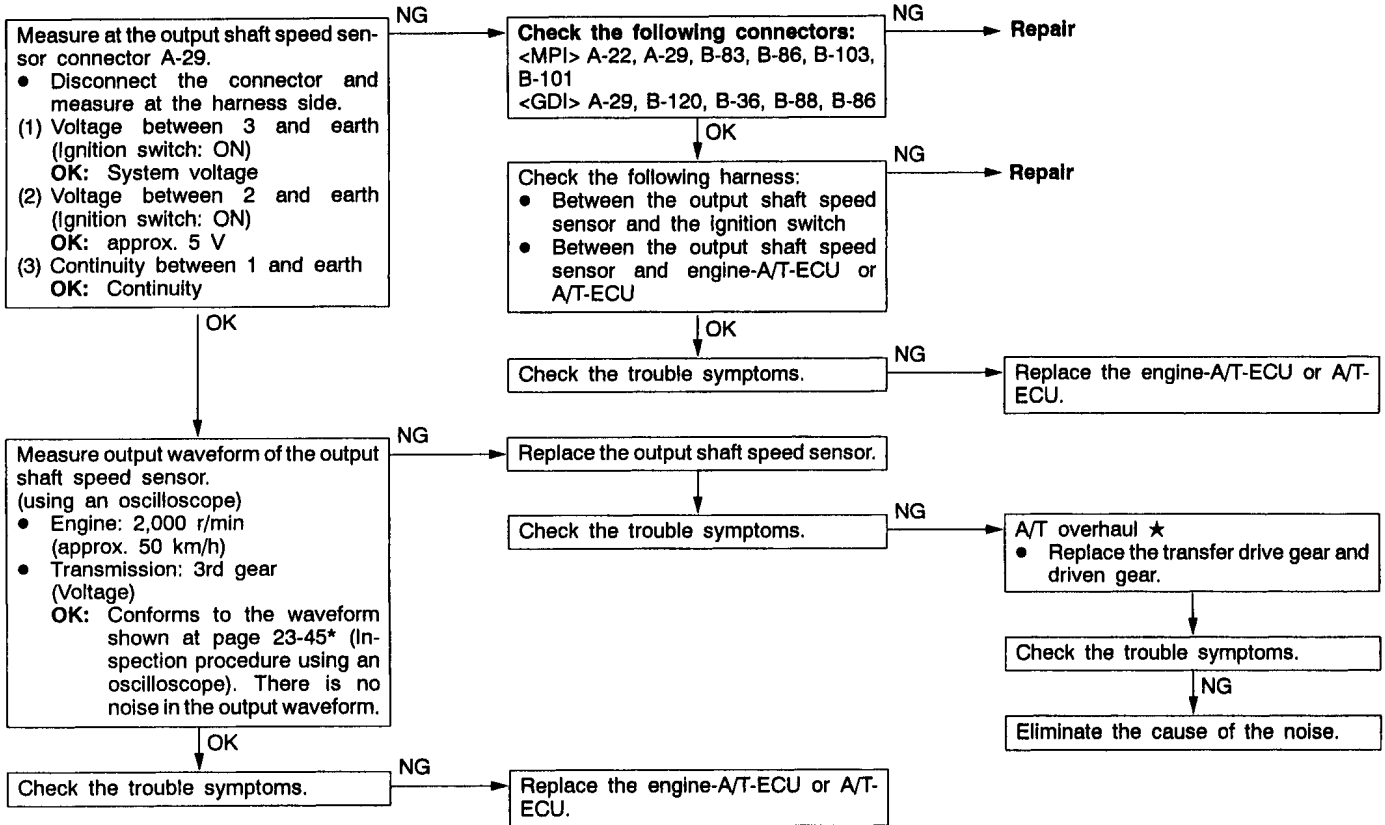 Measure at the output shaft speed sen-
sor connector A-29.
● Disconnect the connector and
measure at the harness side.
(1) Voltage between 3 and earth
(Ignition switch: ON)
OK: System voltage
(2) Voltage between 2 and earth
(Ignition switch: ON)
OK: approx. 5 V
(3) Continuity between 1 and earth
OK: Continuity
NG
Check the following connectors:
<MPI> A-22, A-29, B-83, B-86, B-103,
B-101
<GDI> A-29, B-120, B-36, B-88, B-86
NG
Repair
OK
Check the following harness:
● Between the output shaft speed
sensor and the ignition switch
● Between the output shaft speed
sensor and engine-A/T-ECU or
A/T-ECU
NG
Repair
OK
Check the trouble symptoms.
NG
Replace the engine-A/T-ECU or A/T-
ECU.
OK
Measure output waveform of the output
shaft speed sensor.
(using an oscilloscope)
● Engine: 2,000 r/min
(approx. 50 km/h)
● Transmission: 3rd gear
(Voltage)
OK: Conforms to the waveform
shown at page 23-45* (In-
spection procedure using an
oscilloscope). There is no
noise in the output waveform.
NG
Replace the output shaft speed sensor.
Check the trouble symptoms.
NG
A/T overhaul ★
● Replace the transfer drive gear and
driven gear.
Check the trouble symptoms.
NG
Eliminate the cause of the noise.
OK
Check the trouble symptoms.
NG
Replace the engine-A/T-ECU or A/T-
ECU.